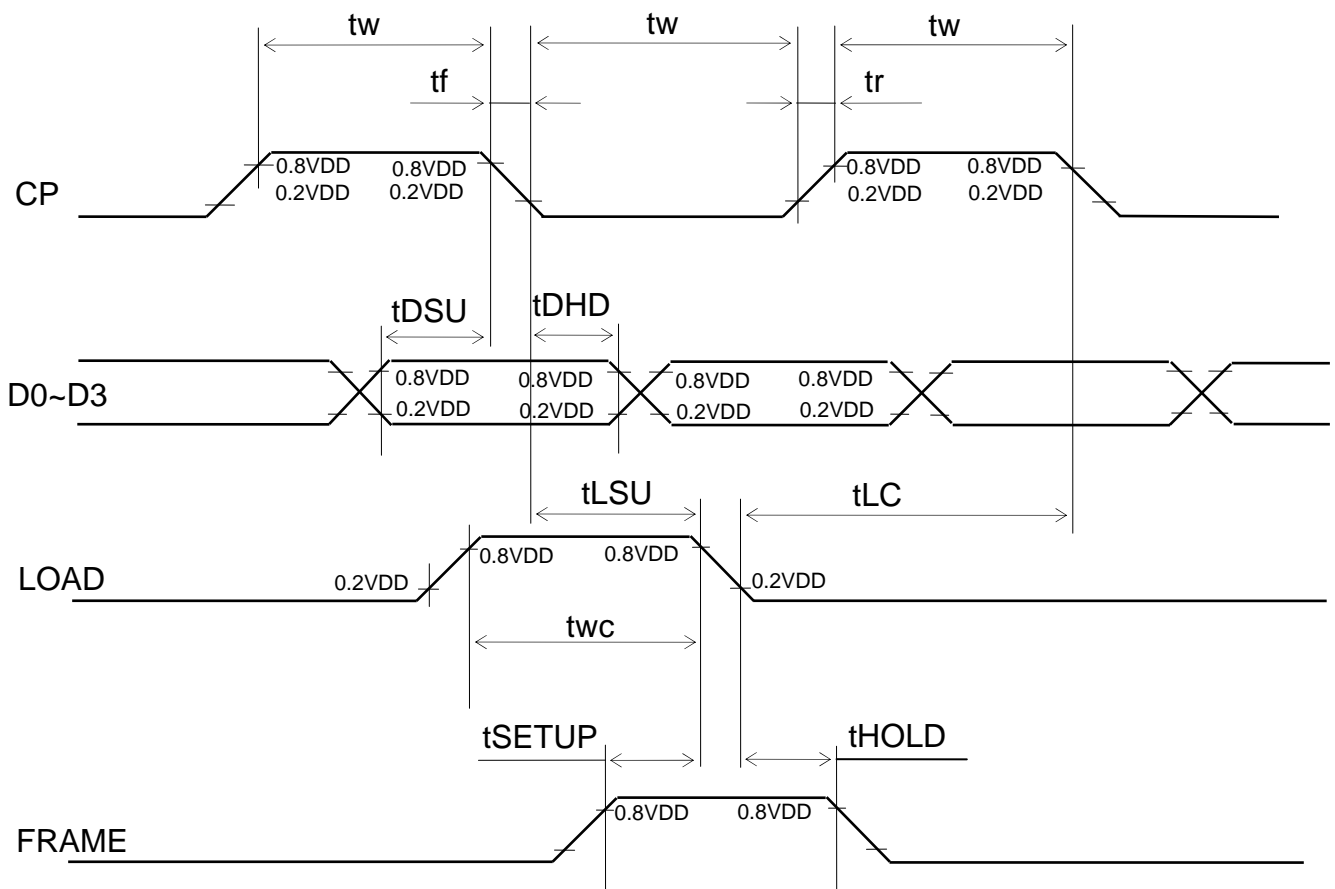 tw tw tw
tf tr
0.8VDD 0.8VDD 0.8VDD 0.8VDD
CP 0.2VDD 0.2VDD 0.2VDD 0.2VDD
tDSU tDHD
0.8VDD 0.8VDD 0.8VDD 0.8VDD
D0~D3 0.2VDD 0.2VDD 0.2VDD 0.2VDD
tLSU tLC
0.8VDD 0.8VDD
LOAD 0.2VDD 0.2VDD
twc
tSETUP tHOLD
0.8VDD 0.8VDD
FRAME